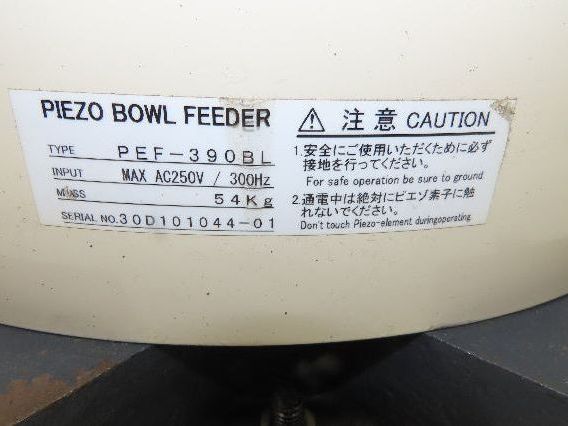 PIEZO BOWL FEEDER
TYPE PEF-390BL
INPUT MAX AC250V / 300Hz
MASS 54Kg
SERIAL NO.30D101044-01
⚠ 注意 CAUTION
1.安全にご使用いただくために必ず
接地を行ってください。
For safe operation be sure to ground
2.通電中は絶対にピエゾ素子に触
れないでください。
Don't touch Piezo-element duringoperating